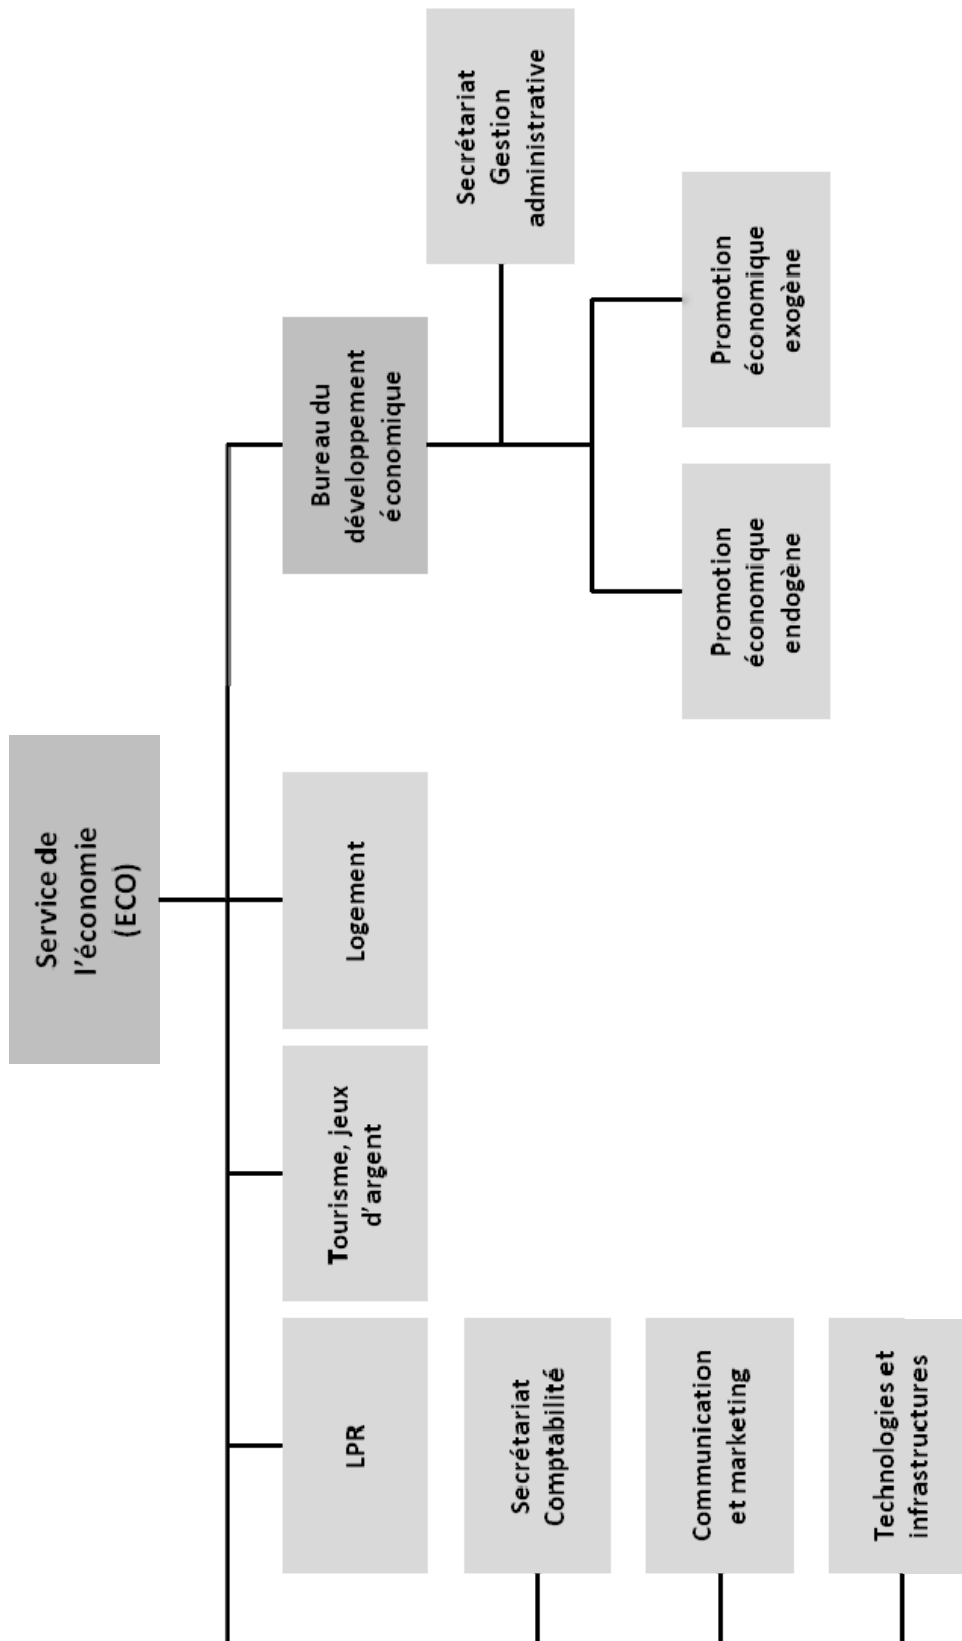 Service de
l'économie
(ECO)
LPR
Tourisme, jeux
d'argent
Logement
Bureau du
développement
économique
Secrétariat
Comptabilité
Secrétariat
Gestion
administrative
Communication
et marketing
Promotion
économique
endogène
Promotion
économique
exogène
Technologies et
infrastructures